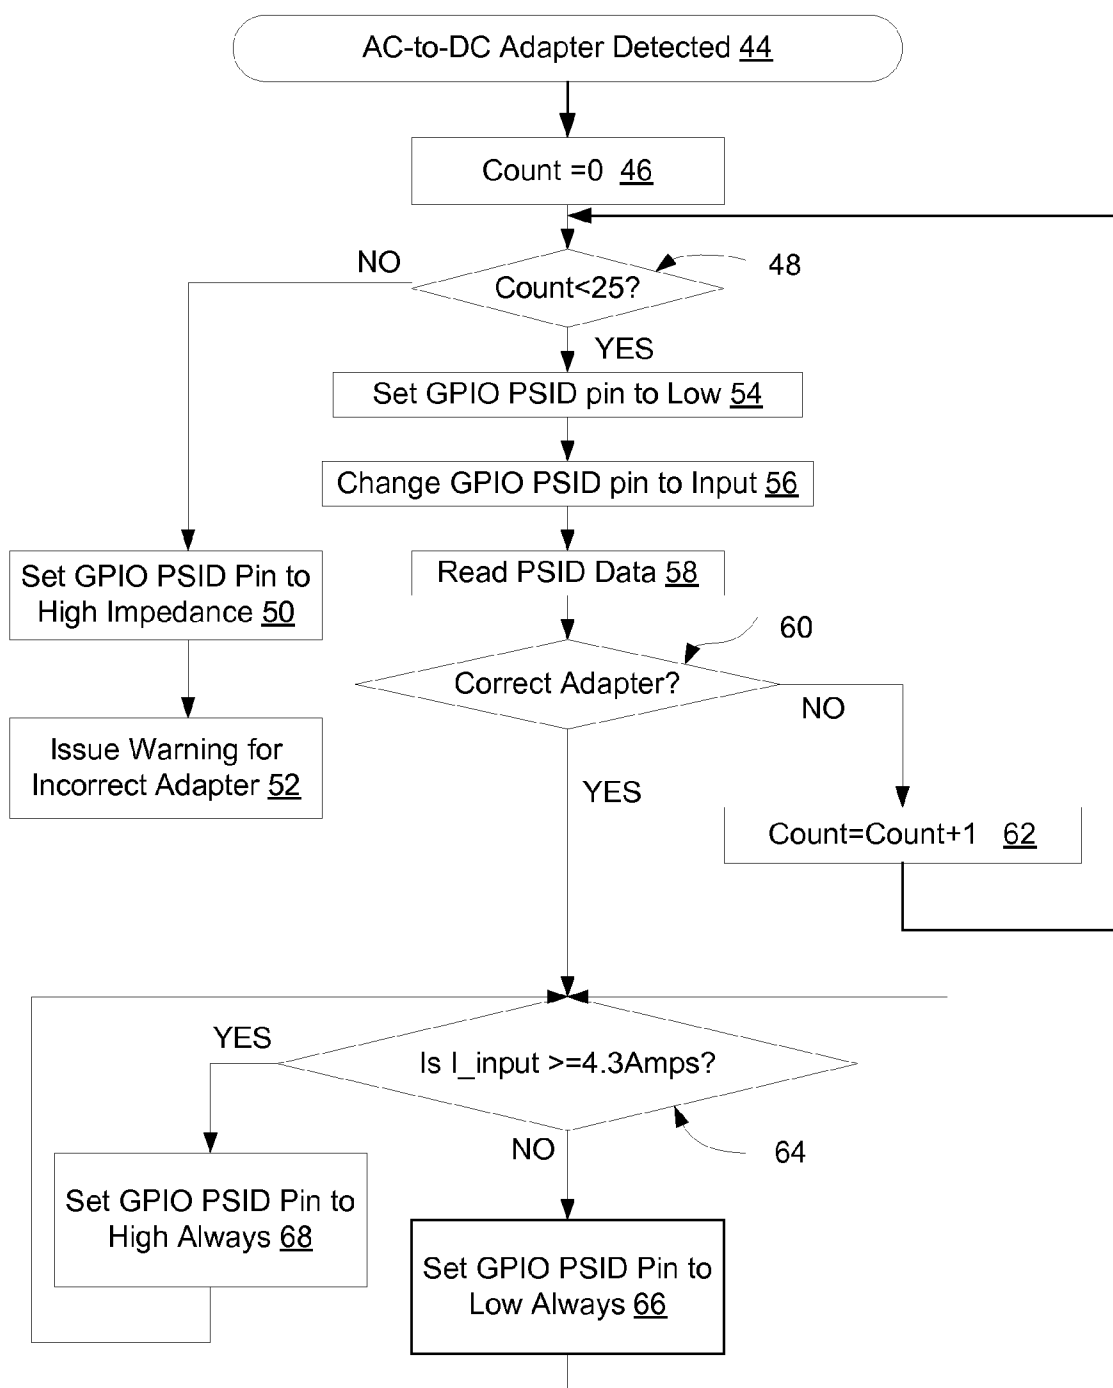 AC-to-DC Adapter Detected 44
Count =0 46
NO
48
Count<25?
YES
Set GPIO PSID pin to Low 54
Change GPIO PSID pin to Input 56
Set GPIO PSID Pin to
High Impedance 50
Read PSID Data 58
60
Correct Adapter?
NO
Issue Warning for
Incorrect Adapter 52
YES
Count=Count+1 62
YES
Is I_input >=4.3Amps?
NO
64
Set GPIO PSID Pin to
High Always 68
Set GPIO PSID Pin to
Low Always 66